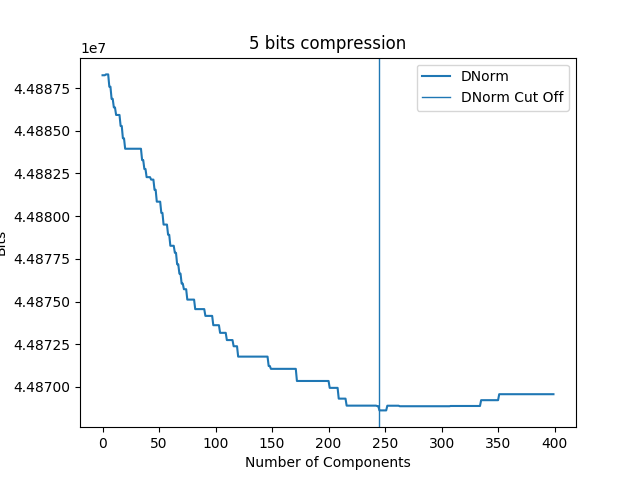 5 bits compression
1e7
DNorm
DNorm Cut Off
4.48875
4.48850
4.48825
4.48800
4.48775
4.48750
4.48725
4.48700
Bits
0 50 100 150 200 250 300 350 400
Number of Components